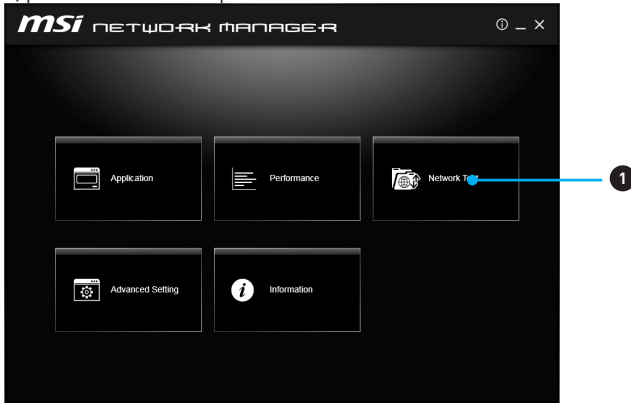 msi NETWORK MANAGER
Application
Performance
Network
1
Advanced Setting
Information